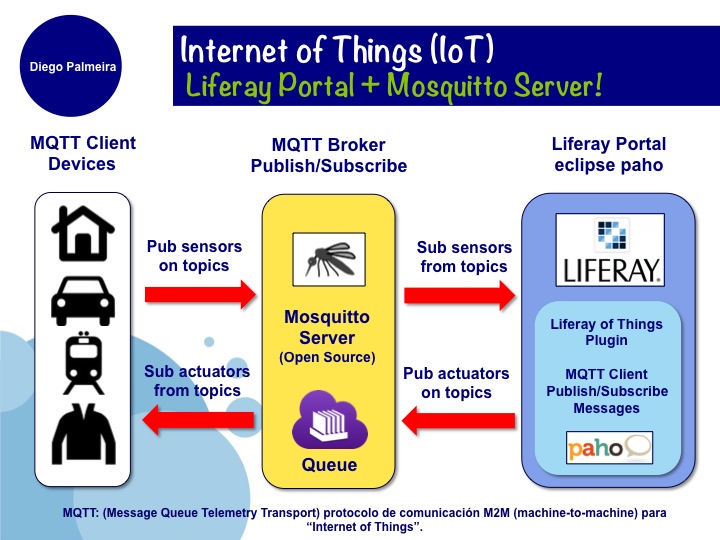 Diego Palmeira
Internet of Things (IoT)
Liferay Portal + Mosquitto Server!
MQTT Client
Devices
MQTT Broker
Publish/Subscribe
Liferay Portal
eclipse paho
Pub sensors
on topics
Sub sensors
from topics
LIFERAY.
Mosquitto
Server
(Open Source)
Liferay of Things
Plugin
MQTT Client
Publish/Subscribe
Messages
Sub actuators
from topics
Pub actuators
on topics
paho
Queue
MQTT: (Message Queue Telemetry Transport) protocolo de comunicación M2M (machine-to-machine) para
“Internet of Things”.